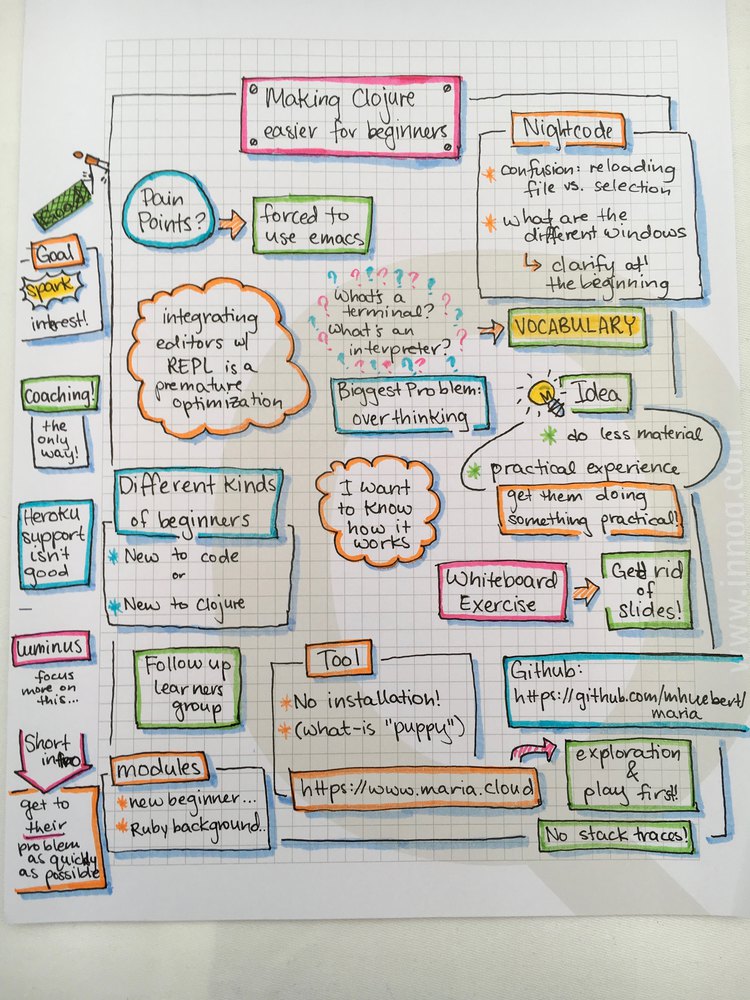 Making Clojure
easier for beginners
Nightcode
* confusion: reloading
file vs. selection
* what are the
different windows
clarify at
the beginning
Pain
Points?
forced to
use emacs
Goal
spark
interest!
integrating
editors w/
REPL is a
premature
optimization
? ? ? ? ? ? ?
What's a
terminal?
What's an
interpreter?
VOCABULARY
Biggest Problem:
overthinking
Idea
* do less material
* practical experience
get them doing
something practical!
Coaching!
the
only
way!
Different Kinds
of beginners
* New to code
or
* New to Clojure
I want
to know
how it
works
Heroku
support
isn't
good
Whiteboard
Exercise
Get rid
of
slides!
luminus
focus
more on
this...
Follow up
learners
group
Tool
* No installation!
* (what-is "puppy")
https://www.maria.cloud
Github:
https://github.com/mhuebert/
maria
exploration
&
play first!
No stack traces!
Short
intro
get to
their
problem
as quickly
as possible
modules
* new beginner...
* Ruby background..
www.innoq.com